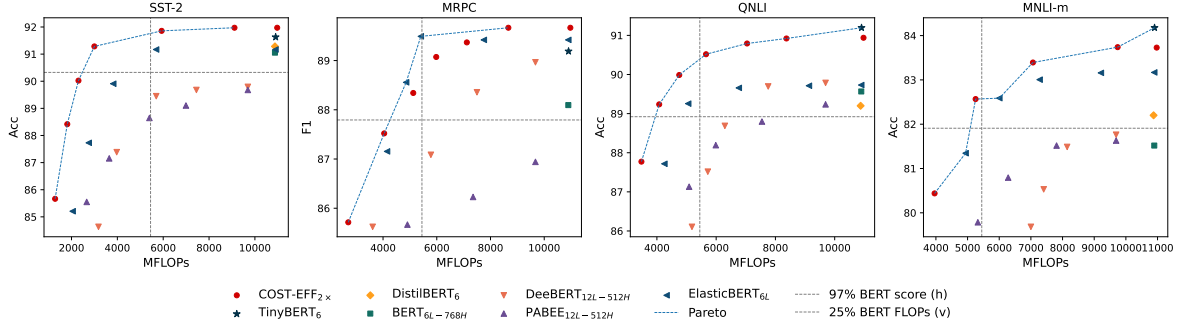 SST-2
MRPC
QNLI
MNLI-m
92
91
90
89
88
87
86
85
Acc
2000
4000
6000
8000
10000
MFLOPs
89
88
87
86
F1
4000
6000
8000
10000
MFLOPs
91
90
89
88
87
86
Acc
4000
6000
8000
10000
MFLOPs
84
83
82
81
80
Acc
4000
5000
6000
7000
8000
9000
10000
11000
MFLOPs
COST-EFF2×
TinyBERT6
DistilBERT6
BERT6L−768H
DeeBERT12L−512H
PABEE12L−512H
ElasticBERT6L
Pareto
97% BERT score (h)
25% BERT FLOPs (v)